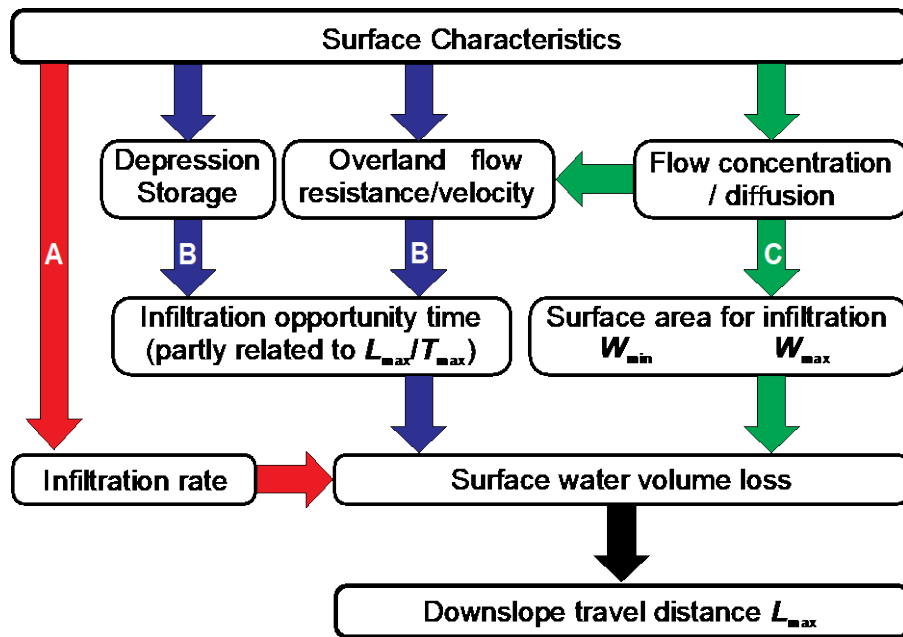 Surface Characteristics
Depression
Storage
Overland flow
resistance/velocity
Flow concentration
/ diffusion
A
B
B
C
Infiltration opportunity time
(partly related to Lmax/Tmax)
Surface area for infiltration
Wmin Wmax
Infiltration rate
Surface water volume loss
Downslope travel distance Lmax